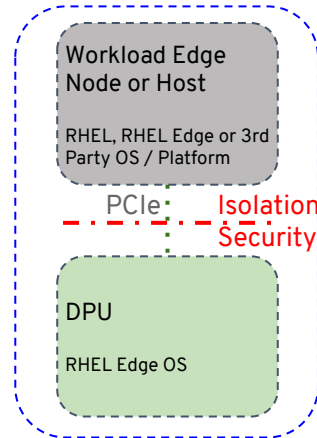 Workload Edge
Node or Host
RHEL, RHEL Edge or 3rd
Party OS / Platform
PCIe
Isolation
Security
DPU
RHEL Edge OS